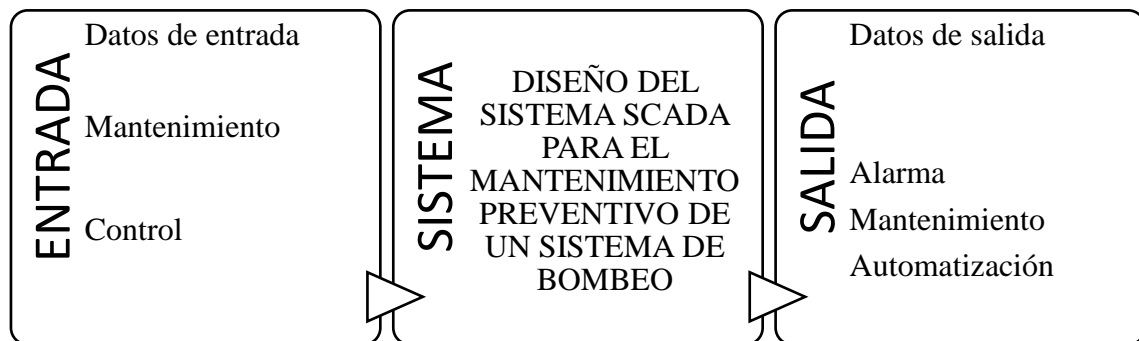 ENTRADA
Datos de entrada
Mantenimiento
Control
SISTEMA
DISEÑO DEL
SISTEMA SCADA
PARA EL
MANTENIMIENTO
PREVENTIVO DE
UN SISTEMA DE
BOMBEO
SALIDA
Datos de salida
Alarma
Mantenimiento
Automatización